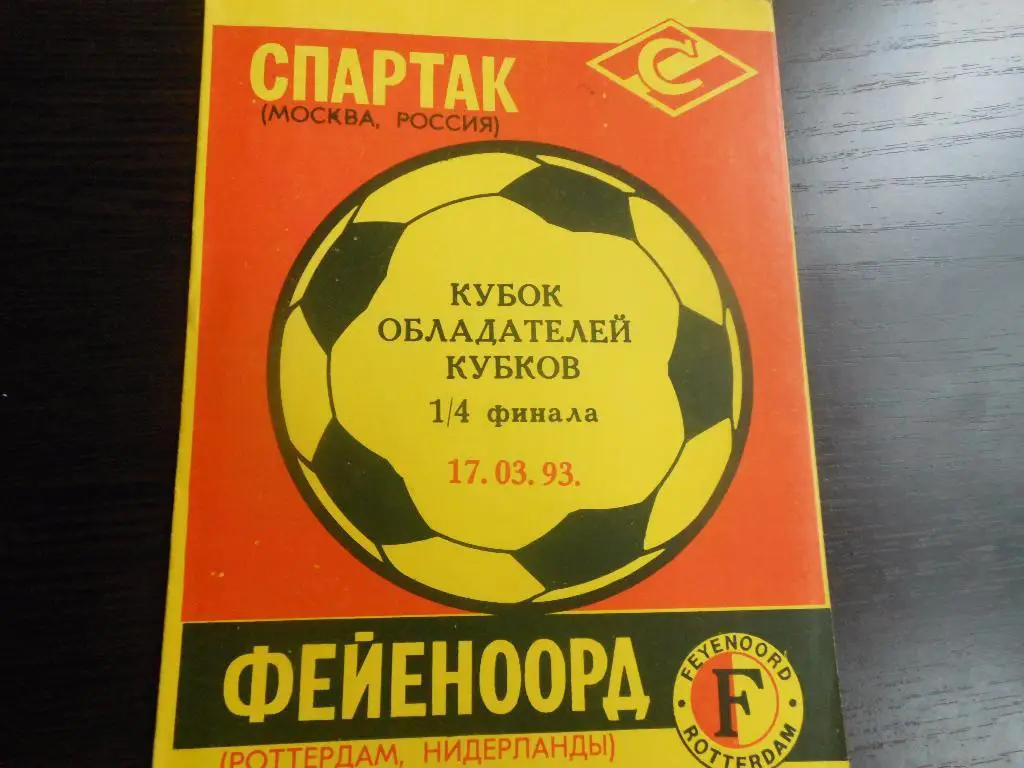 СПАРТАК
(МОСКВА, РОССИЯ)
С
КУБОК
ОБЛАДАТЕЛЕЙ
КУБКОВ
1/4 финала
17.03.93.
ФЕЙЕНООРД
(РОТТЕРДАМ, НИДЕРЛАНДЫ)
FEYENOORD
F
ROTTERDAM